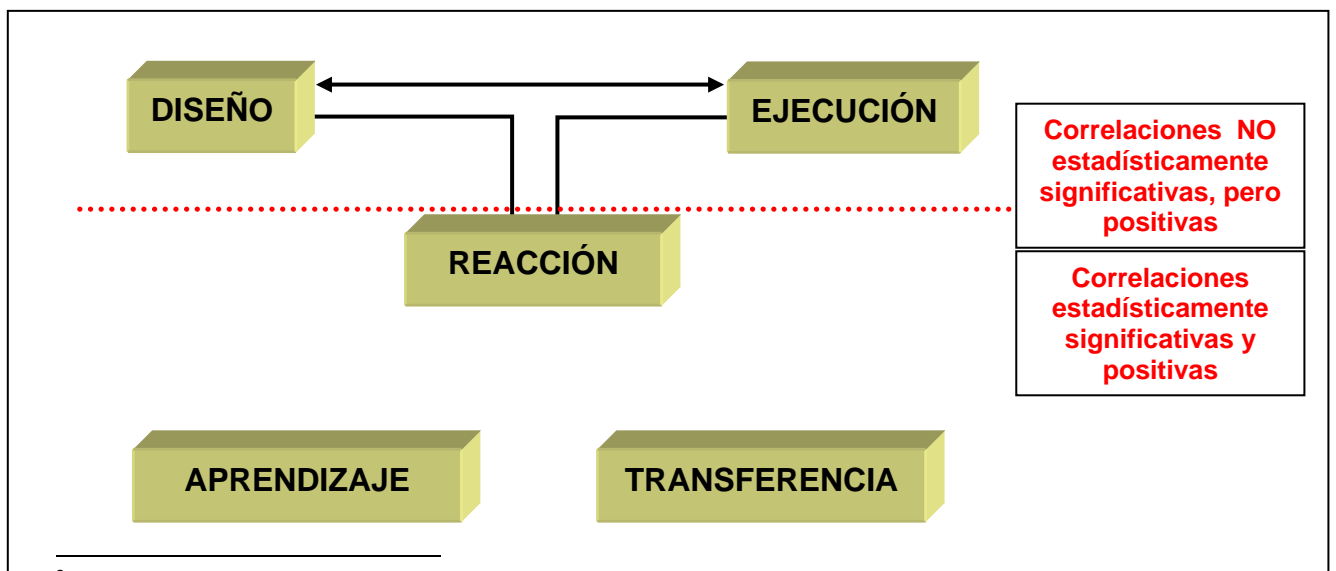 DISEÑO
EJECUCIÓN
Correlaciones NO
estadísticamente
significativas, pero
positivas
REACCIÓN
Correlaciones
estadísticamente
significativas y
positivas
APRENDIZAJE
TRANSFERENCIA